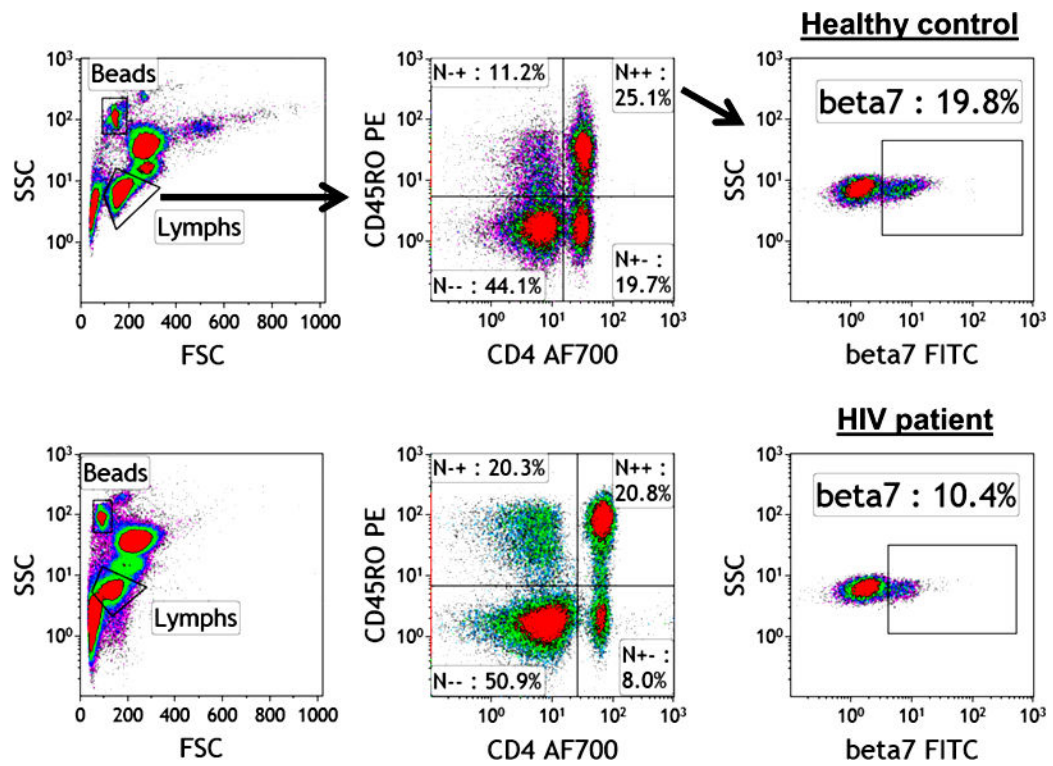 Healthy control
10³
10²
10¹
10⁰
SSC
Beads
Lymphs
0 200 400 600 800 1000
FSC
N-+ : 11.2%
N++ :
25.1%
N-- : 44.1%
N+- :
19.7%
10³
10²
10¹
10⁰
CD45RO PE
10⁰ 10¹ 10² 10³
CD4 AF700
beta7 : 19.8%
10³
10²
10¹
10⁰
SSC
10⁰ 10¹ 10² 10³
beta7 FITC
HIV patient
10³
10²
10¹
10⁰
SSC
Beads
Lymphs
0 200 400 600 800 1000
FSC
N-+ : 20.3%
N++ :
20.8%
N-- : 50.9%
N+- :
8.0%
10³
10²
10¹
10⁰
CD45RO PE
10⁰ 10¹ 10² 10³
CD4 AF700
beta7 : 10.4%
10³
10²
10¹
10⁰
SSC
10⁰ 10¹ 10² 10³
beta7 FITC